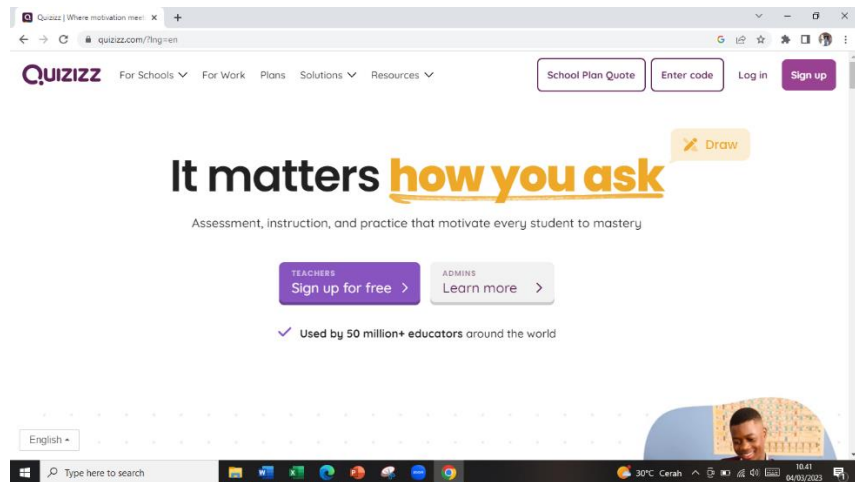 Quizizz | Where motivation meet
quizizz.com/?lng=en
QUIZIZZ For Schools For Work Plans Solutions Resources School Plan Quote Enter code Log in Sign up
Draw
It matters how you ask
Assessment, instruction, and practice that motivate every student to mastery
TEACHERS
Sign up for free
ADMINS
Learn more
Used by 50 million+ educators around the world
English
Type here to search
30°C Cerah
10.41
04/03/2023